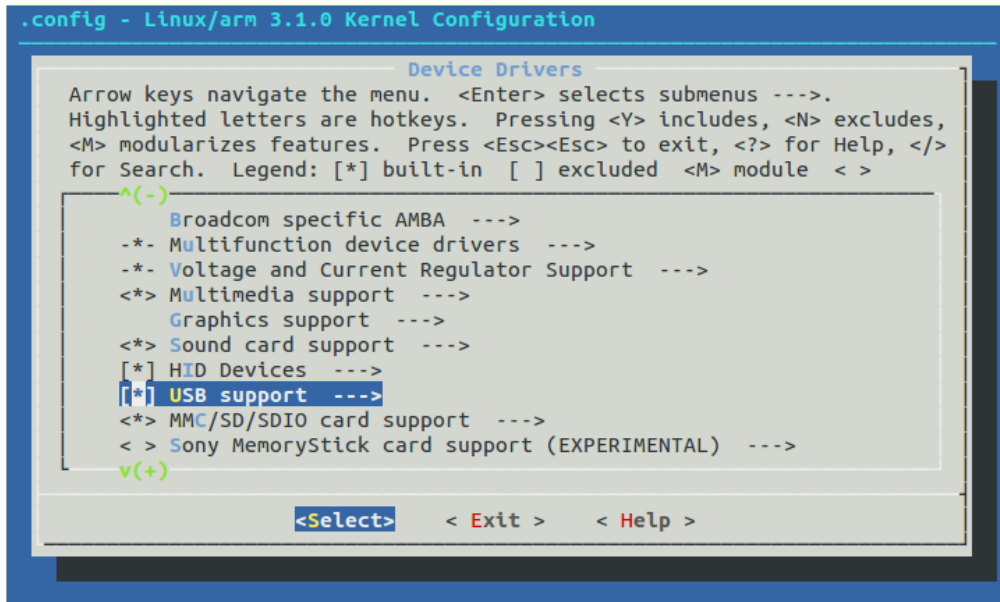 .config - Linux/arm 3.1.0 Kernel Configuration
Device Drivers
Arrow keys navigate the menu.  <Enter> selects submenus --->.
Highlighted letters are hotkeys.  Pressing <Y> includes, <N> excludes,
<M> modularizes features.  Press <Esc><Esc> to exit, <?> for Help, </>
for Search.  Legend: [*] built-in  [ ] excluded  <M> module  < >
^(-)
Broadcom specific AMBA  --->
-*- Multifunction device drivers  --->
-*- Voltage and Current Regulator Support  --->
<*> Multimedia support  --->
Graphics support  --->
<*> Sound card support  --->
[*] HID Devices  --->
[*] USB support  --->
<*> MMC/SD/SDIO card support  --->
< > Sony MemoryStick card support (EXPERIMENTAL)  --->
v(+)
<Select>    < Exit >    < Help >